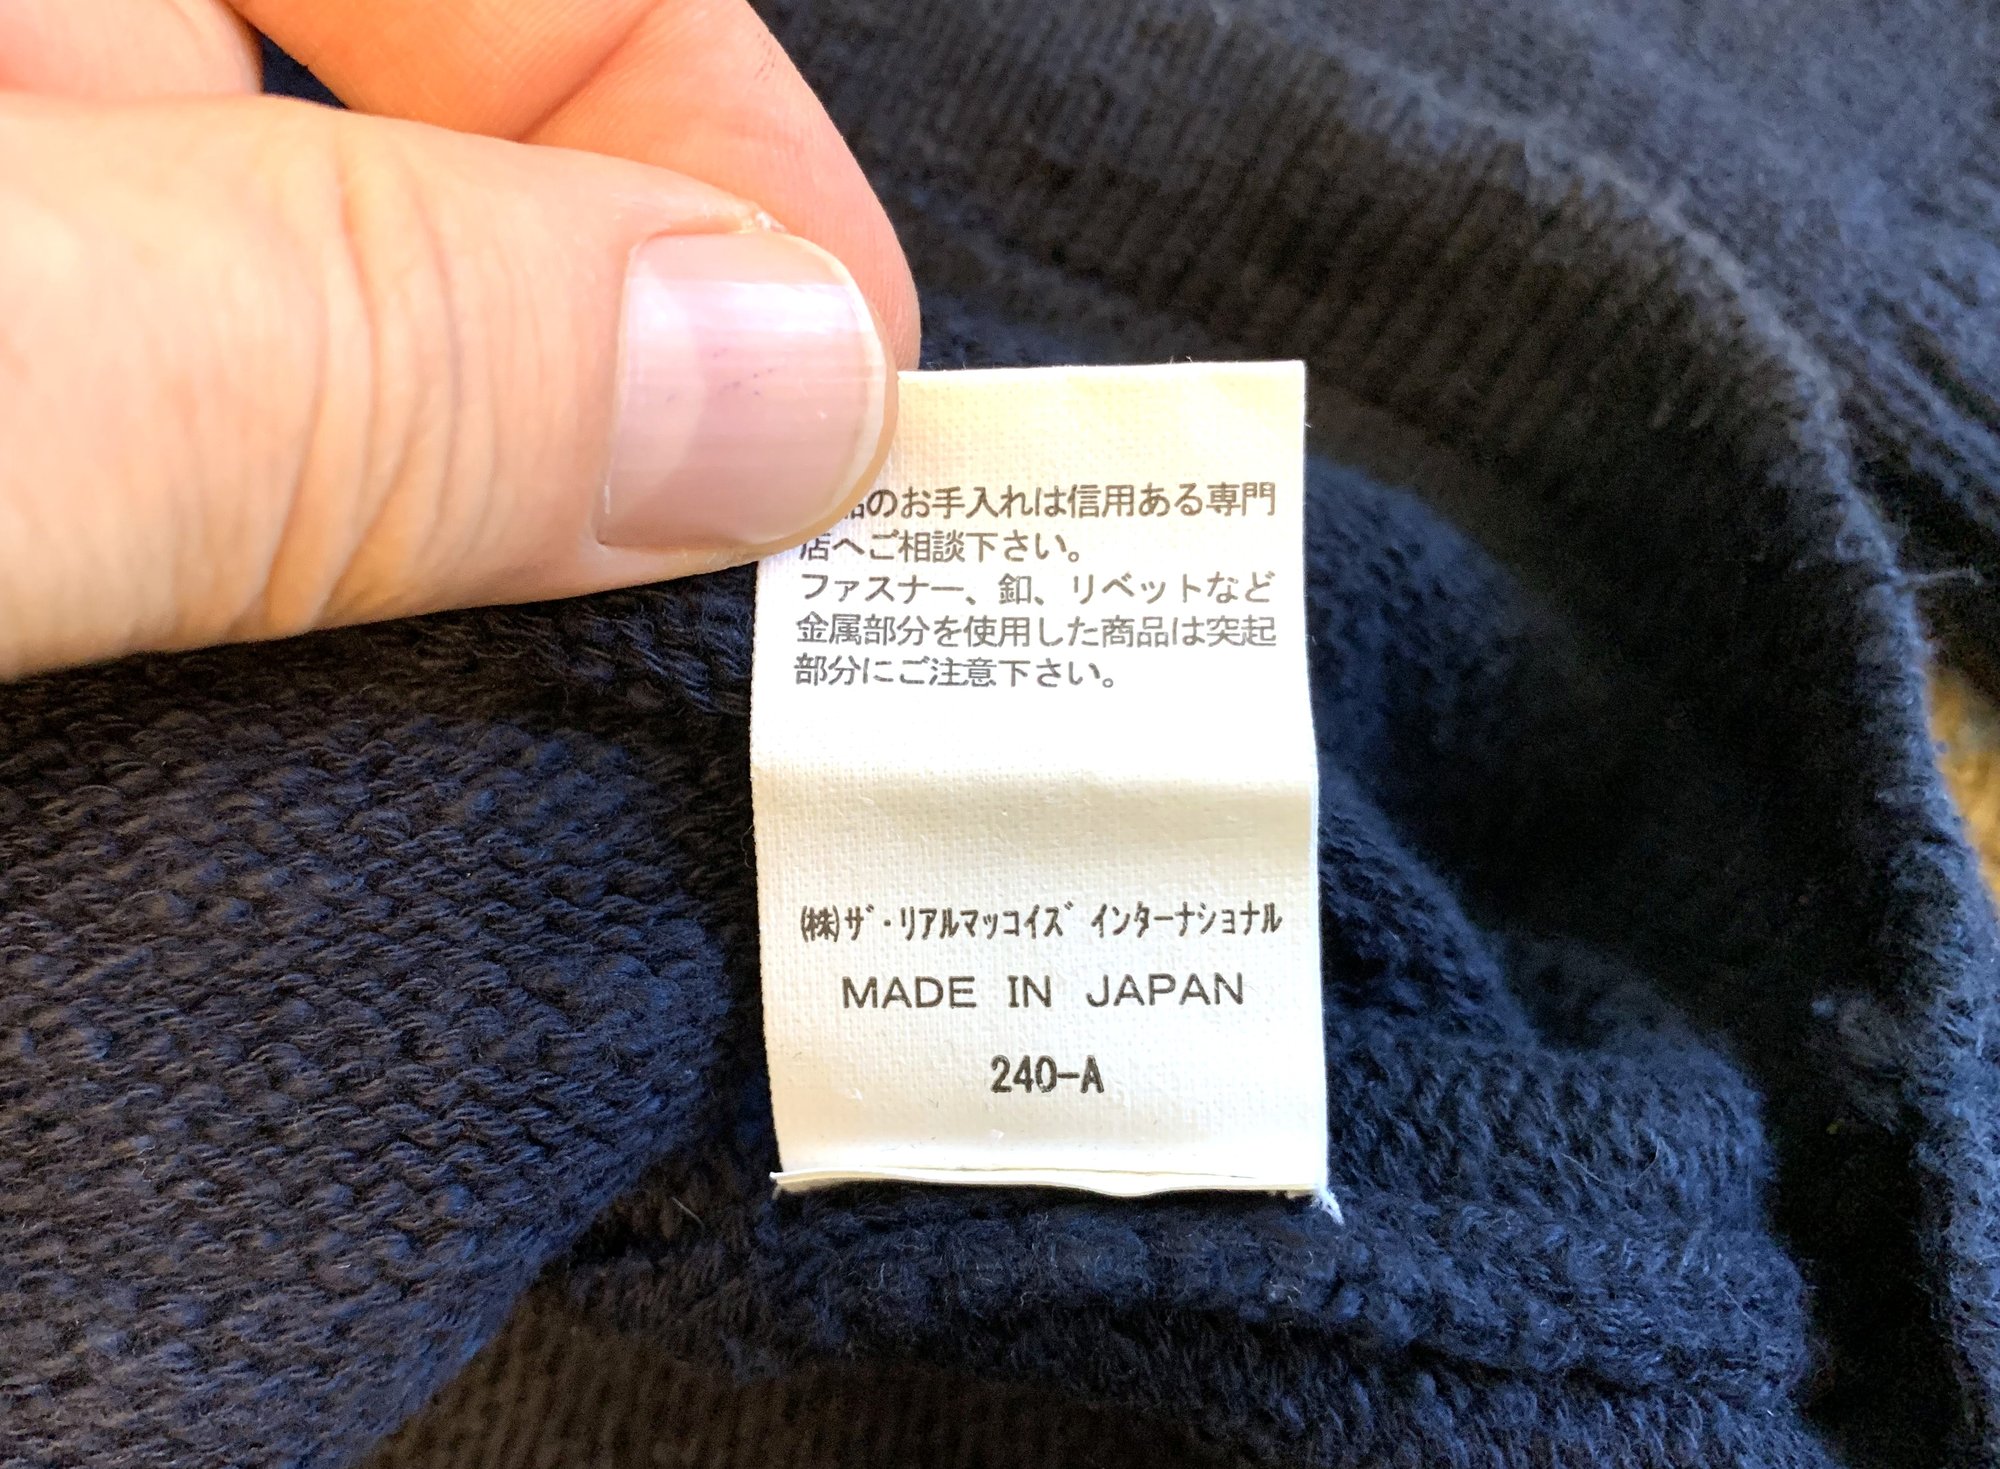 品のお手入れは信用ある専門
店へご相談下さい。
ファスナー、釦、リベットなど
金属部分を使用した商品は突起
部分にご注意下さい。
(株)ｻﾞ・ﾘｱﾙﾏｯｺｲｽﾞ ｲﾝﾀｰﾅｼｮﾅﾙ
MADE IN JAPAN
240-A